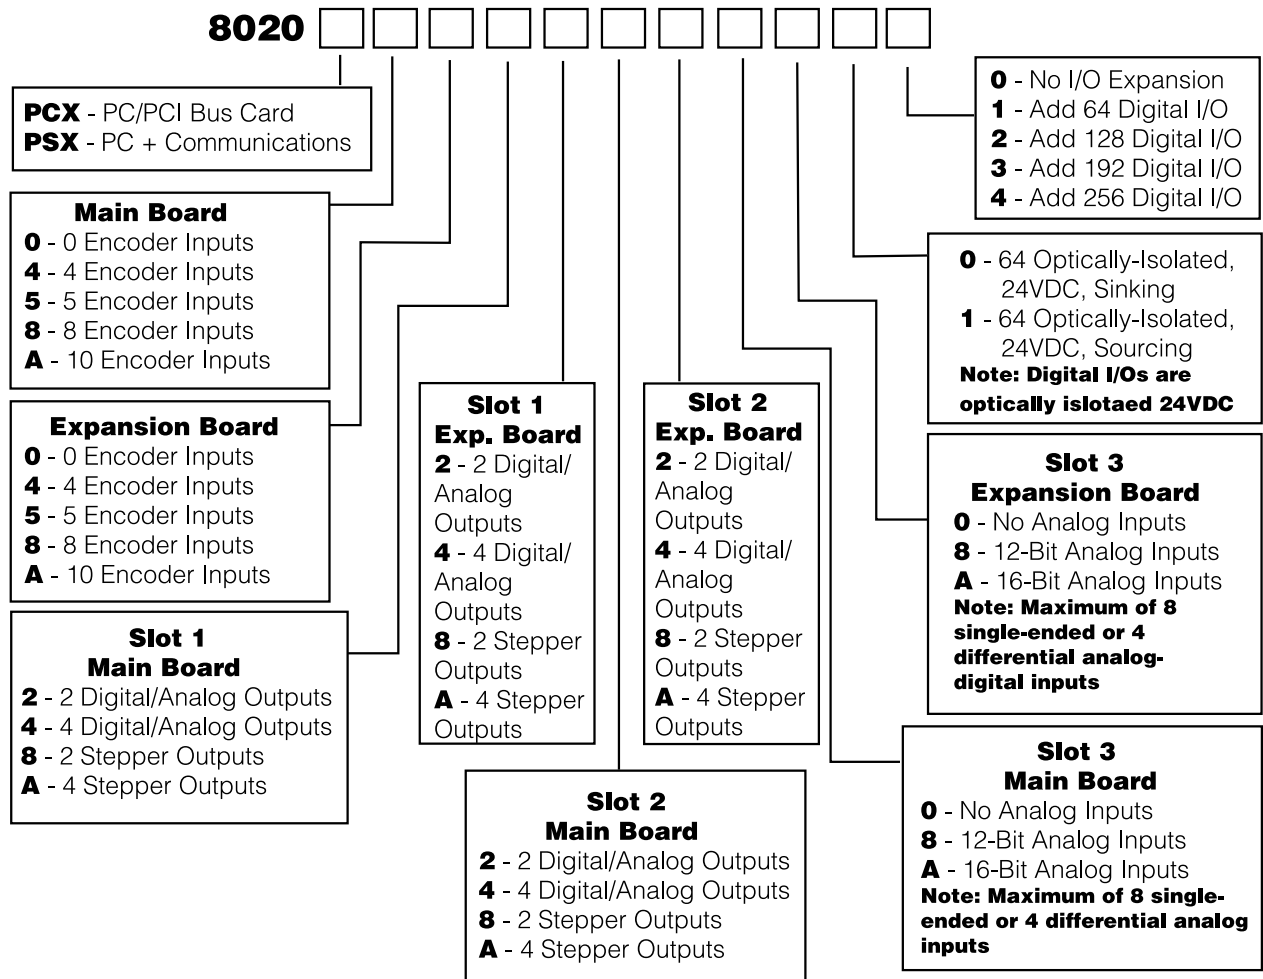 8020
PCX - PC/PCI Bus Card
PSX - PC + Communications
Main Board
0 - 0 Encoder Inputs
4 - 4 Encoder Inputs
5 - 5 Encoder Inputs
8 - 8 Encoder Inputs
A - 10 Encoder Inputs
Expansion Board
0 - 0 Encoder Inputs
4 - 4 Encoder Inputs
5 - 5 Encoder Inputs
8 - 8 Encoder Inputs
A - 10 Encoder Inputs
Slot 1
Main Board
2 - 2 Digital/Analog Outputs
4 - 4 Digital/Analog Outputs
8 - 2 Stepper Outputs
A - 4 Stepper Outputs
Slot 1
Exp. Board
2 - 2 Digital/
Analog
Outputs
4 - 4 Digital/
Analog
Outputs
8 - 2 Stepper
Outputs
A - 4 Stepper
Outputs
Slot 2
Main Board
2 - 2 Digital/Analog Outputs
4 - 4 Digital/Analog Outputs
8 - 2 Stepper Outputs
A - 4 Stepper Outputs
Slot 2
Exp. Board
2 - 2 Digital/
Analog
Outputs
4 - 4 Digital/
Analog
Outputs
8 - 2 Stepper
Outputs
A - 4 Stepper
Outputs
0 - No I/O Expansion
1 - Add 64 Digital I/O
2 - Add 128 Digital I/O
3 - Add 192 Digital I/O
4 - Add 256 Digital I/O
0 - 64 Optically-Isolated,
24VDC, Sinking
1 - 64 Optically-Isolated,
24VDC, Sourcing
Note: Digital I/Os are
optically islotaed 24VDC
Slot 3
Expansion Board
0 - No Analog Inputs
8 - 12-Bit Analog Inputs
A - 16-Bit Analog Inputs
Note: Maximum of 8
single-ended or 4
differential analog-
digital inputs
Slot 3
Main Board
0 - No Analog Inputs
8 - 12-Bit Analog Inputs
A - 16-Bit Analog Inputs
Note: Maximum of 8 single-
ended or 4 differential analog
inputs